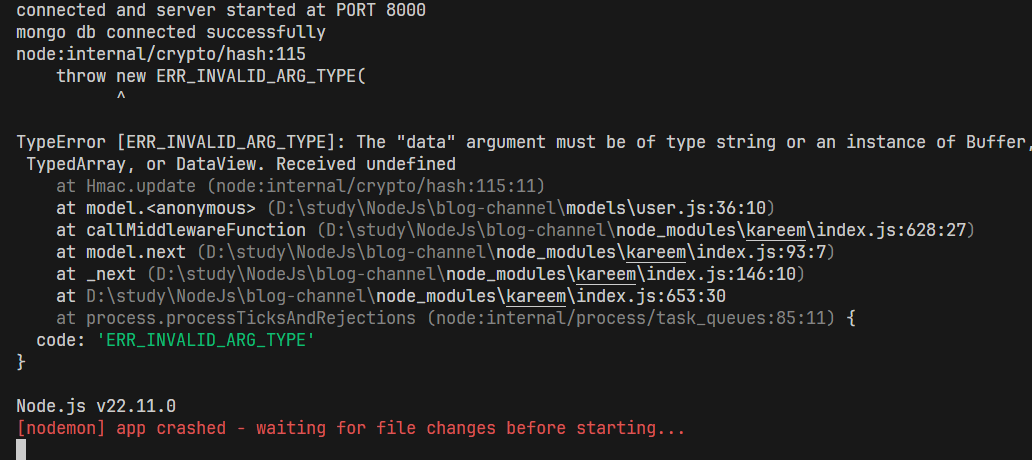 connected and server started at PORT 8000
mongo db connected successfully
node:internal/crypto/hash:115
    throw new ERR_INVALID_ARG_TYPE(
          ^

TypeError [ERR_INVALID_ARG_TYPE]: The "data" argument must be of type string or an instance of Buffer,
 TypedArray, or DataView. Received undefined
    at Hmac.update (node:internal/crypto/hash:115:11)
    at model.<anonymous> (D:\study\NodeJs\blog-channel\models\user.js:36:10)
    at callMiddlewareFunction (D:\study\NodeJs\blog-channel\node_modules\kareem\index.js:628:27)
    at model.next (D:\study\NodeJs\blog-channel\node_modules\kareem\index.js:93:7)
    at _next (D:\study\NodeJs\blog-channel\node_modules\kareem\index.js:146:10)
    at D:\study\NodeJs\blog-channel\node_modules\kareem\index.js:653:30
    at process.processTicksAndRejections (node:internal/process/task_queues:85:11) {
  code: 'ERR_INVALID_ARG_TYPE'
}

Node.js v22.11.0
[nodemon] app crashed - waiting for file changes before starting...